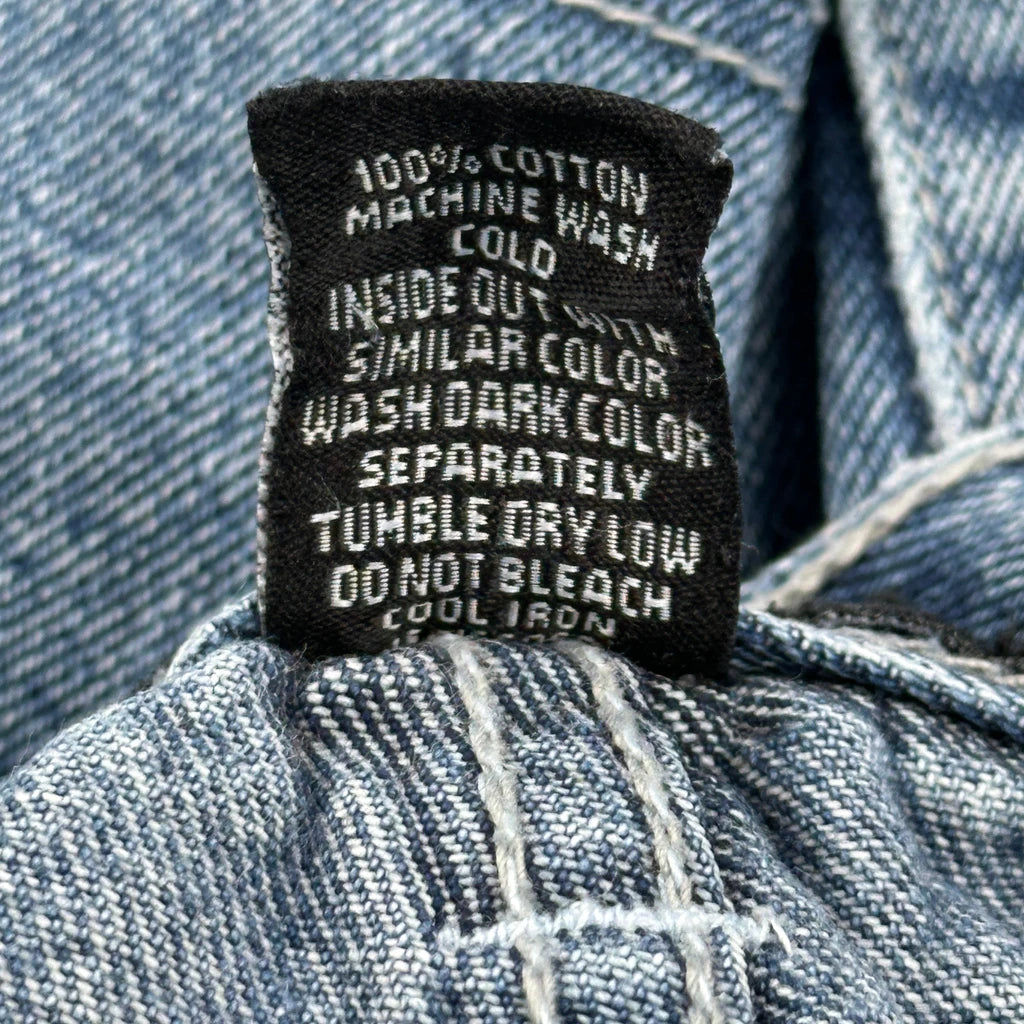 100% COTTON
MACHINE WASH
COLD
INSIDE OUT WITH
SIMILAR COLOR
WASH DARK COLOR
SEPARATELY
TUMBLE DRY LOW
DO NOT BLEACH
COOL IRON